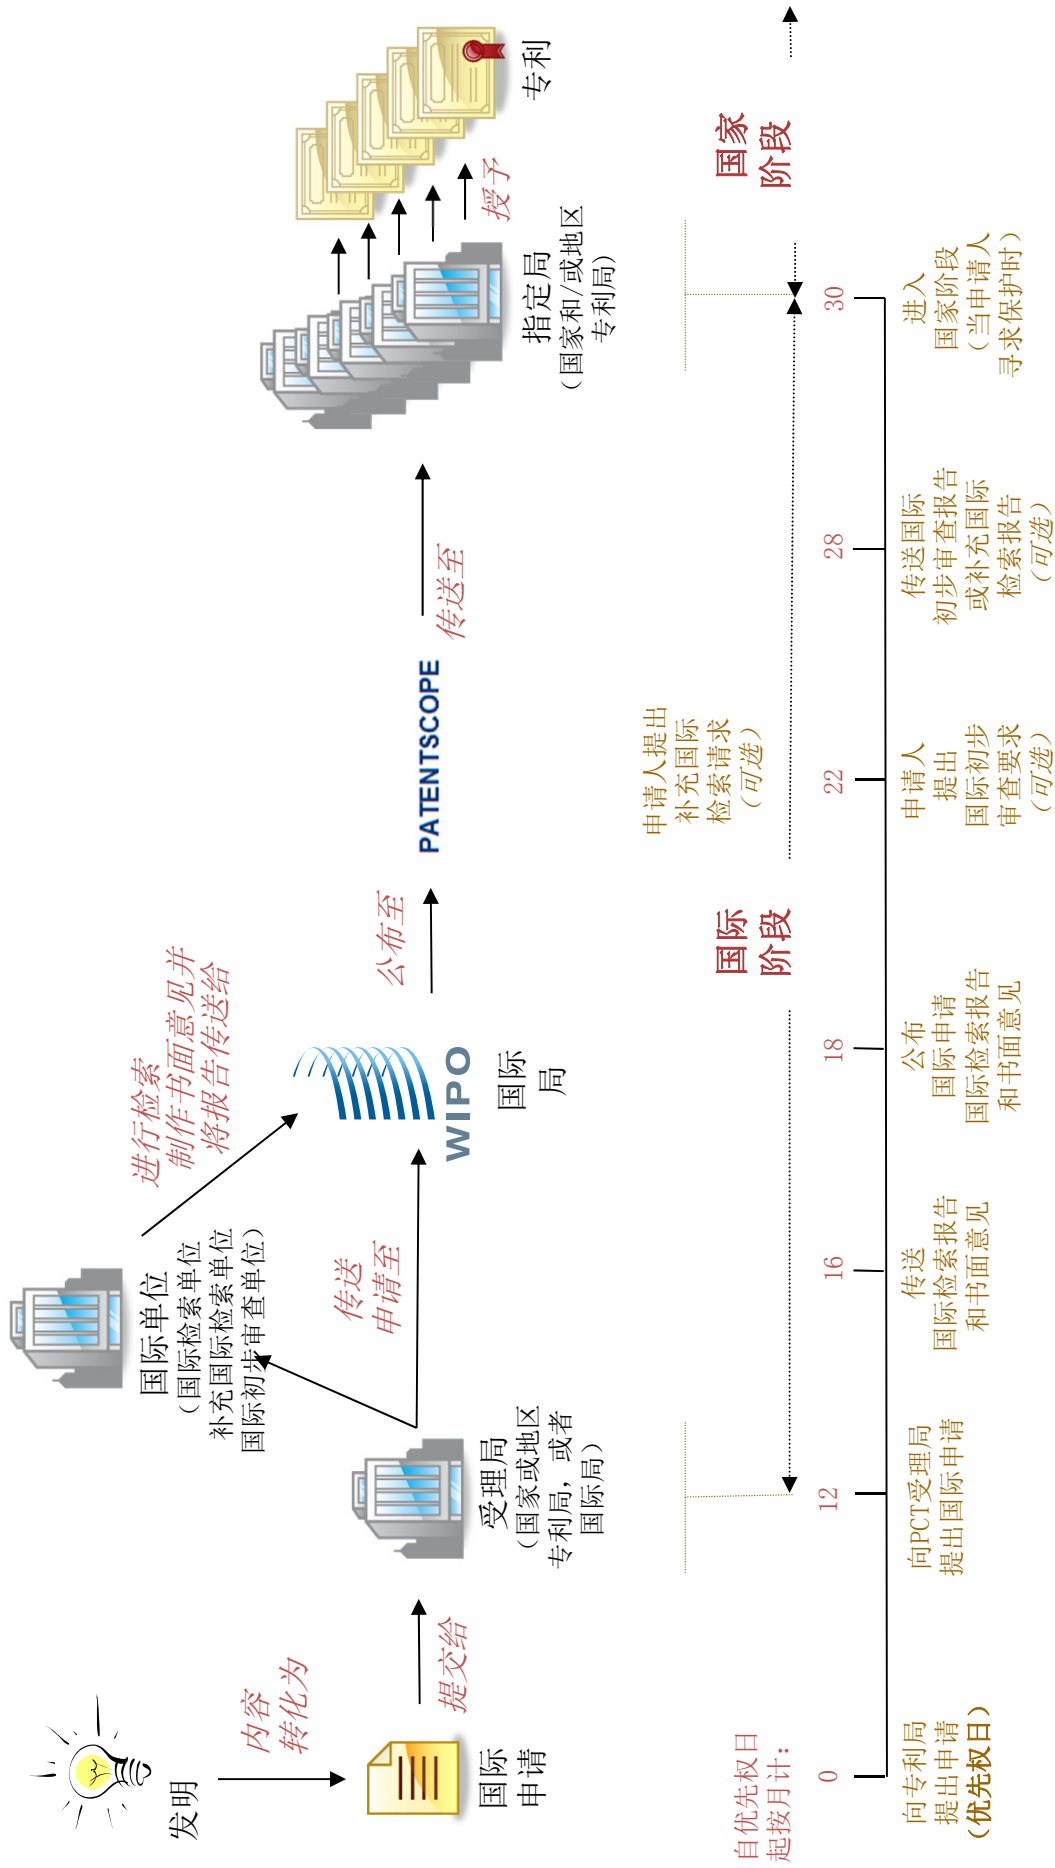 发明
内容
转化为
国际
申请
提交给
受理局
（国家或地区
专利局，或者
国际局）
国际单位
（国际检索单位
补充国际检索单位
国际初步审查单位）
传送
申请至
进行检索
制作书面意见并
将报告传送给
WIPO
国际
局
公布至
PATENTSCOPE
传送至
指定局
（国家和/或地区
专利局）
授予
专利
国际
阶段
国家
阶段
申请人提出
补充国际
检索请求
（可选）
自优先权日
起按月计：
0
12
16
18
22
28
30
向专利局
提出申请
（优先权日）
向PCT受理局
提出国际申请
传送
国际检索报告
和书面意见
公布
国际申请
国际检索报告
和书面意见
申请人
提出
国际初步
审查要求
（可选）
传送国际
初步审查报告
或补充国际
检索报告
（可选）
进入
国家阶段
（当申请人
寻求保护时）